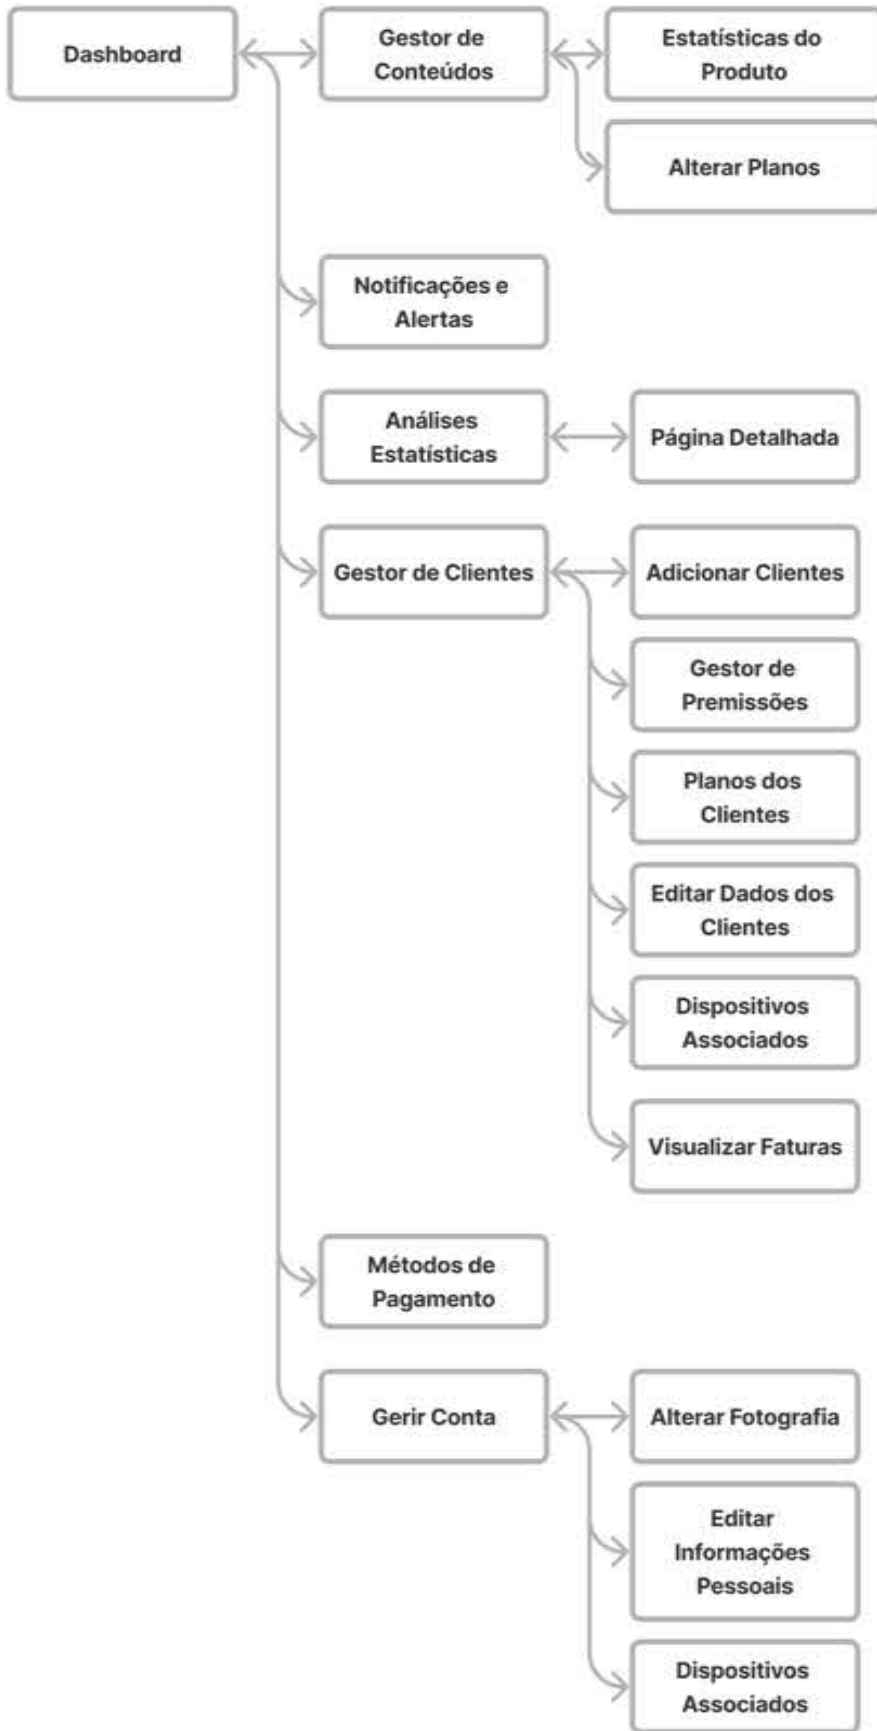 Dashboard
Gestor de
Conteúdos
Estatísticas do
Produto
Alterar Planos
Notificações e
Alertas
Análises
Estatísticas
Página Detalhada
Gestor de Clientes
Adicionar Clientes
Gestor de
Premissões
Planos dos
Clientes
Editar Dados dos
Clientes
Dispositivos
Associados
Visualizar Faturas
Métodos de
Pagamento
Gerir Conta
Alterar Fotografia
Editar
Informações
Pessoais
Dispositivos
Associados